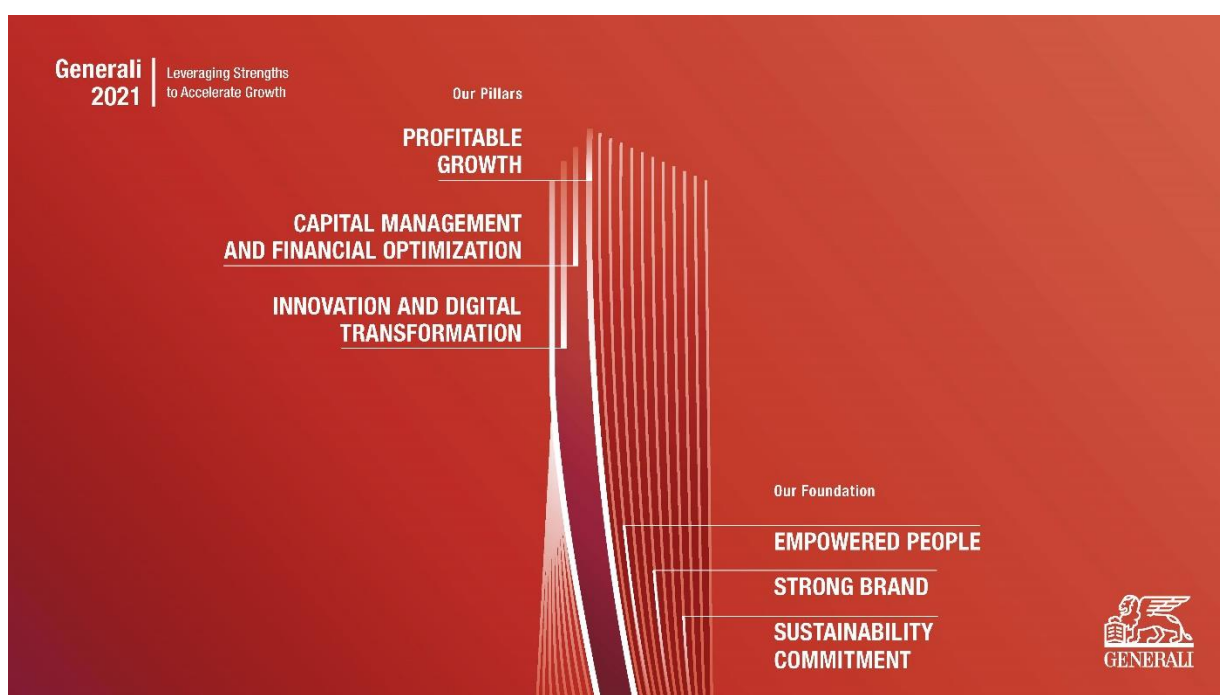 Generali
2021
Leveraging Strengths
to Accelerate Growth
Our Pillars
PROFITABLE
GROWTH
CAPITAL MANAGEMENT
AND FINANCIAL OPTIMIZATION
INNOVATION AND DIGITAL
TRANSFORMATION
Our Foundation
EMPOWERED PEOPLE
STRONG BRAND
SUSTAINABILITY
COMMITMENT
GENERALI